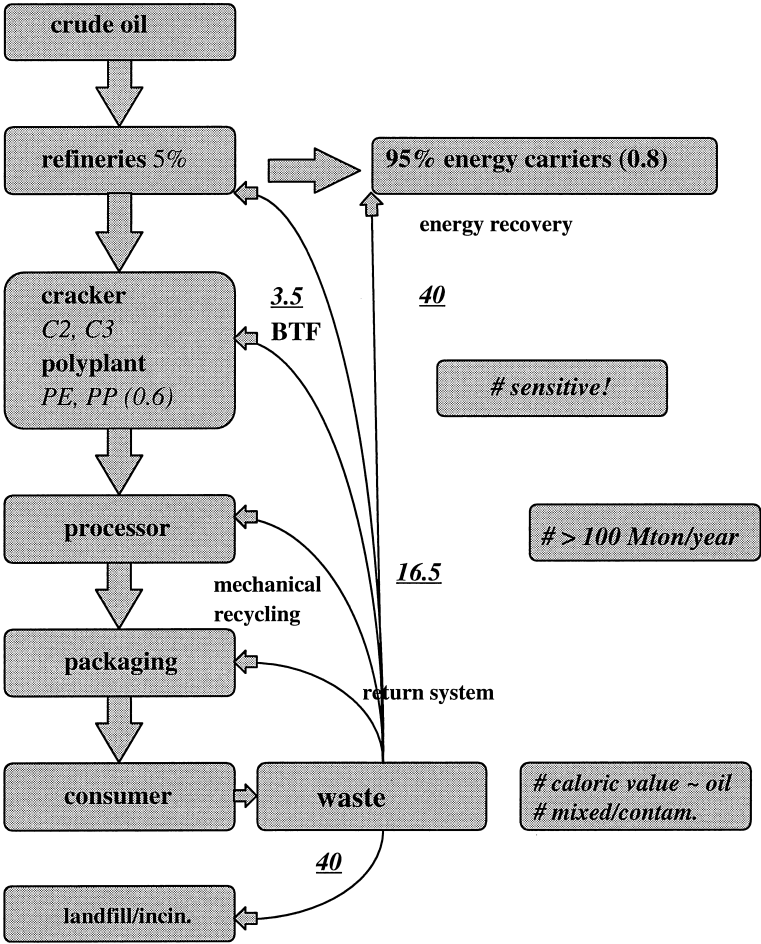 crude oil
refineries 5%
95% energy carriers (0.8)
energy recovery
cracker
C2, C3
polyplant
PE, PP (0.6)
3.5
BTF
40
# sensitive!
processor
# > 100 Mton/year
mechanical
recycling
16.5
packaging
return system
consumer
waste
# caloric value ~ oil
# mixed/contam.
40
landfill/incin.